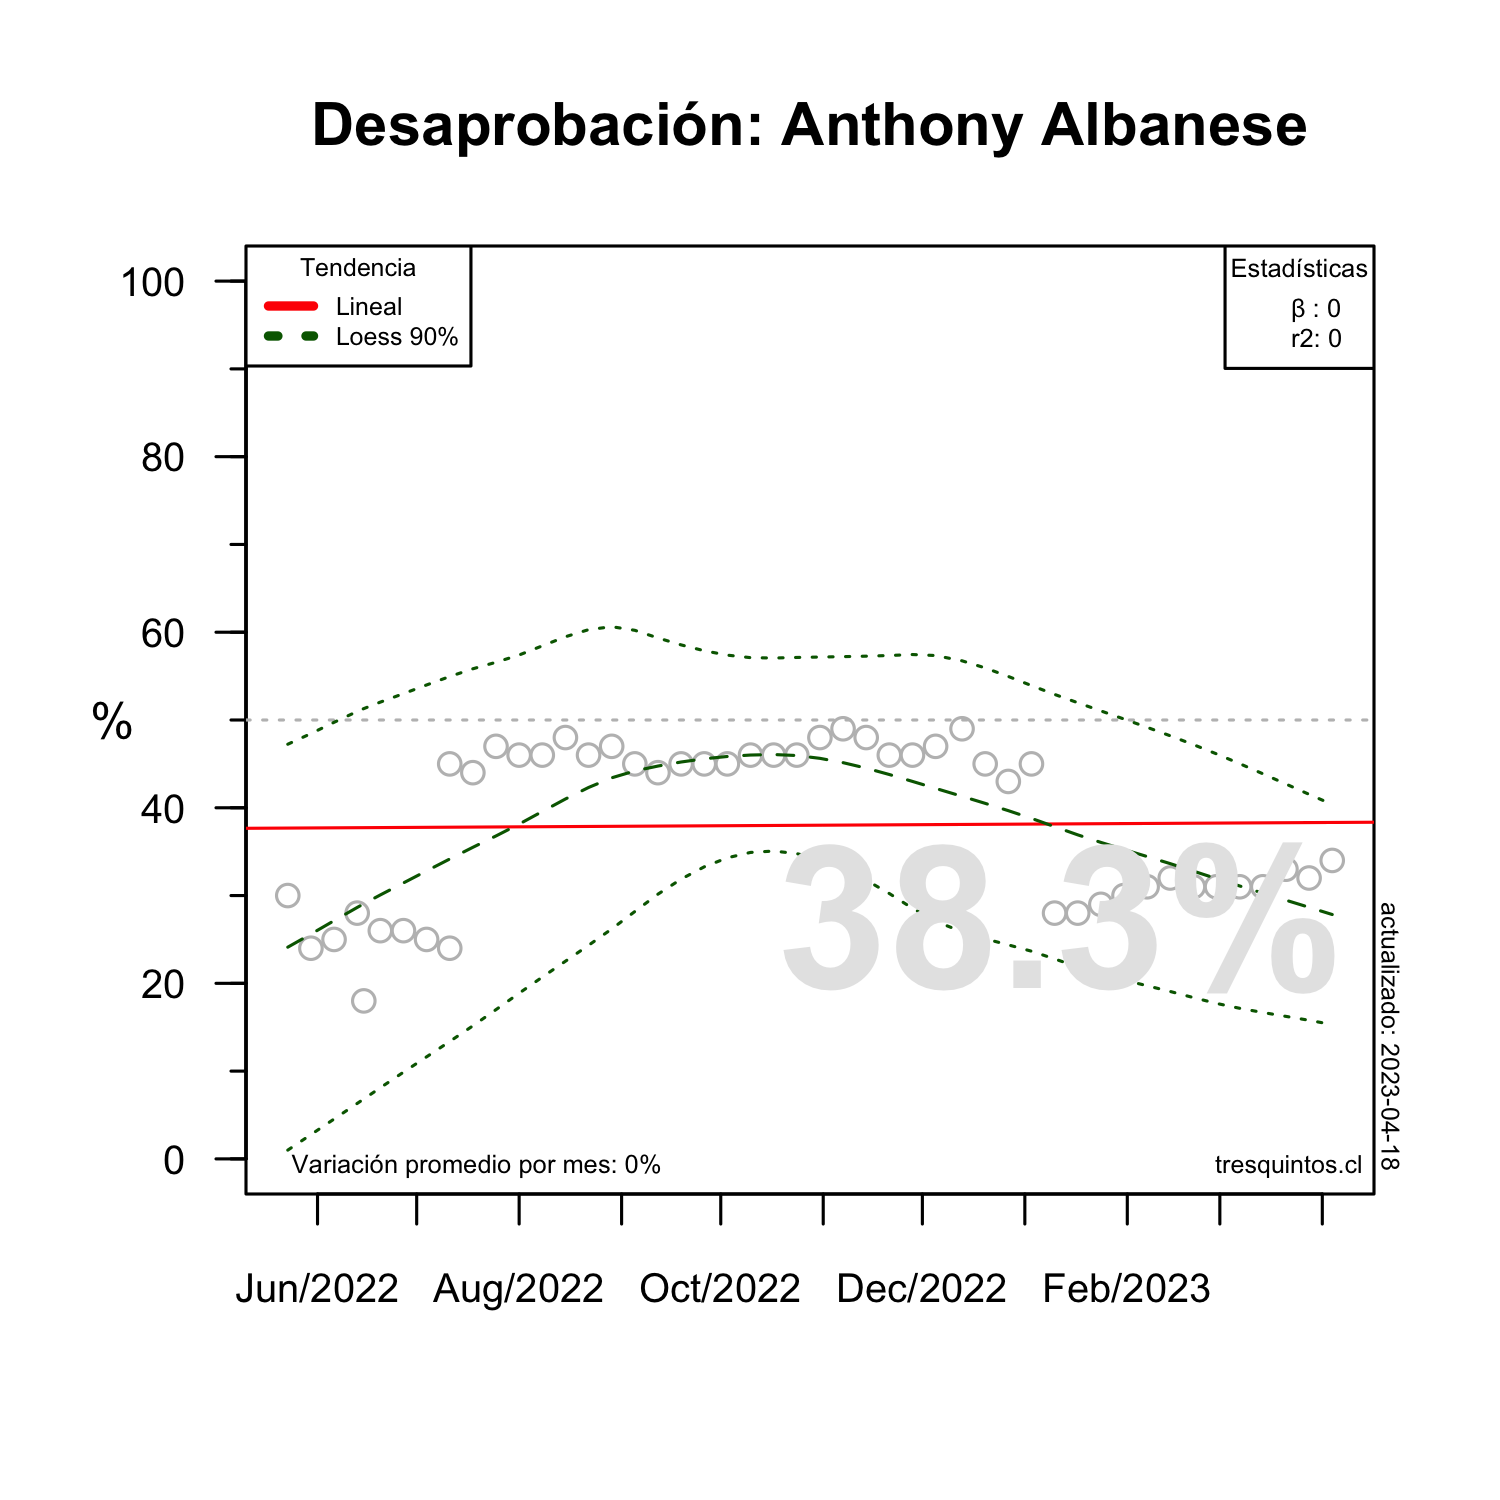 Desaprobación: Anthony Albanese
Tendencia
Lineal
Loess 90%
Estadísticas
β : 0
r2: 0
100
80
60
40
20
0
%
38.3%
actualizado: 2023-04-18
Variación promedio por mes: 0%
tresquintos.cl
Jun/2022
Aug/2022
Oct/2022
Dec/2022
Feb/2023